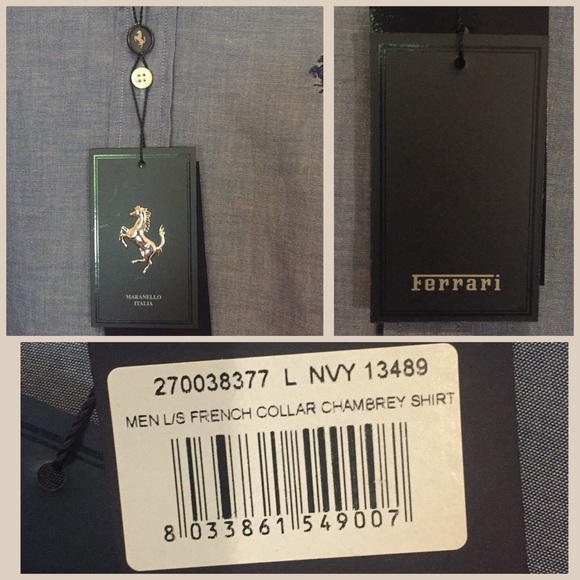 MARANELLO
ITALIA
Ferrari
270038377 L NVY 13489
MEN L/S FRENCH COLLAR CHAMBREY SHIRT
8 033861 549007